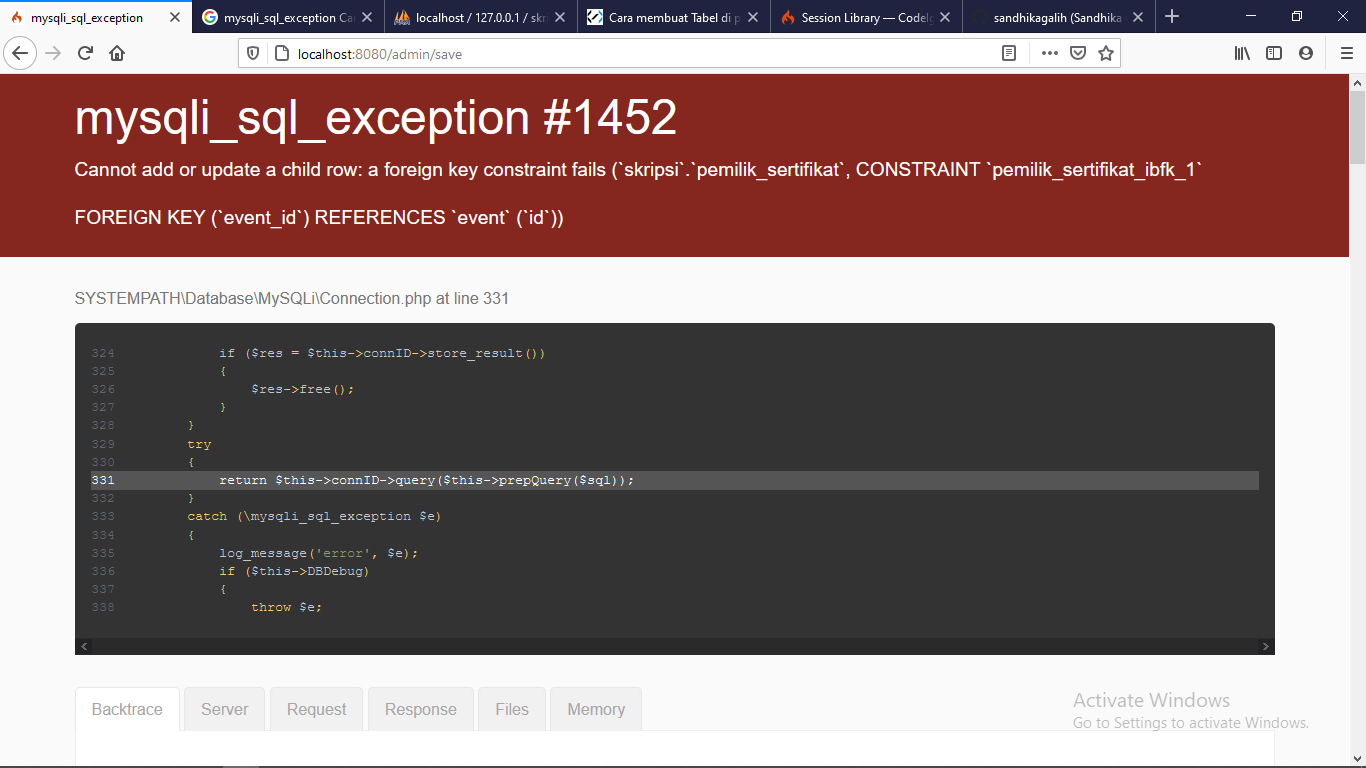 mysqli_sql_exception
mysqli_sql_exception Ca
localhost / 127.0.0.1 / skri
Cara membuat Tabel di p
Session Library — CodeIg
sandhikagalih (Sandhika
localhost:8080/admin/save
mysqli_sql_exception #1452
Cannot add or update a child row: a foreign key constraint fails (`skripsi`.`pemilik_sertifikat`, CONSTRAINT `pemilik_sertifikat_ibfk_1`
FOREIGN KEY (`event_id`) REFERENCES `event` (`id`))
SYSTEMPATH\Database\MySQLi\Connection.php at line 331
324 if ($res = $this->connID->store_result())
325 {
326 $res->free();
327 }
328 }
329 try
330 {
331 return $this->connID->query($this->prepQuery($sql));
332 }
333 catch (\mysqli_sql_exception $e)
334 {
335 log_message('error', $e);
336 if ($this->DBDebug)
337 {
338 throw $e;
Backtrace
Server
Request
Response
Files
Memory
Activate Windows
Go to Settings to activate Windows.